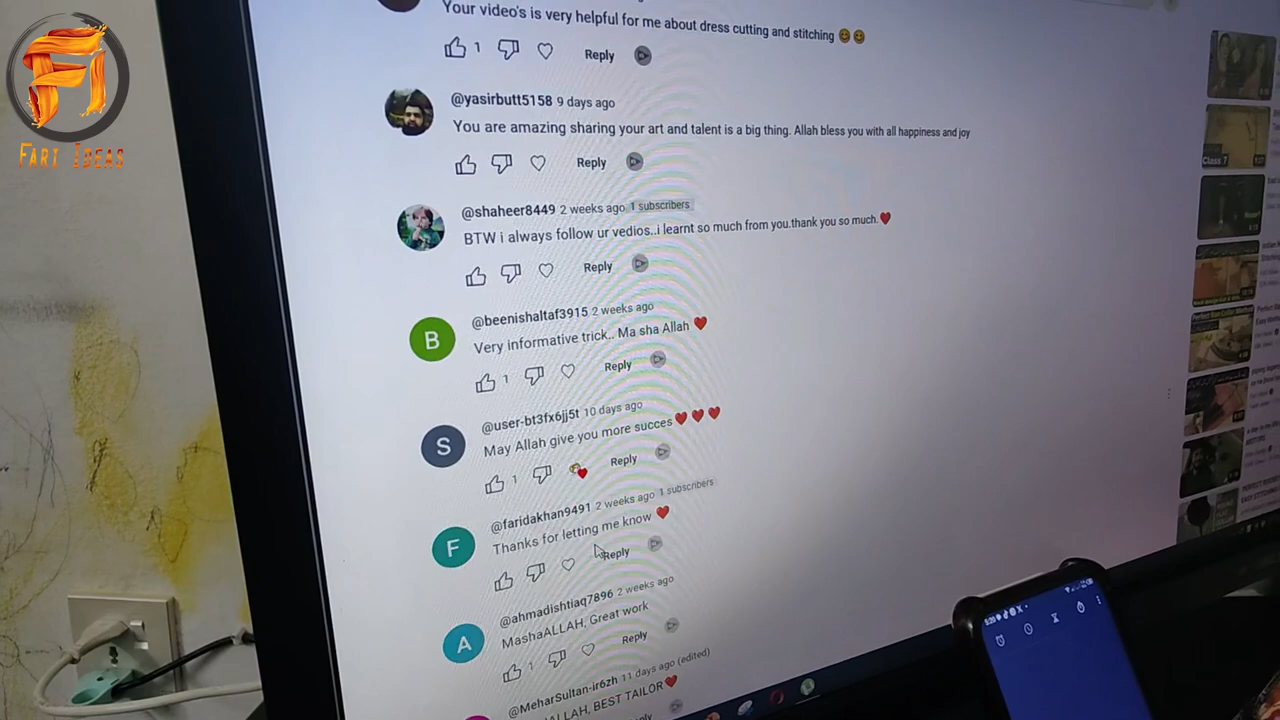 FART IDEAS
Your video's is very helpful for me about dress cutting and stitching 😊😊
1 Reply
@yasirbutt5158 9 days ago
You are amazing sharing your art and talent is a big thing. Allah bless you with all happiness and joy
Reply
@shaheer8449 2 weeks ago 1 subscribers
BTW i always follow ur vedios..i learnt so much from you.thank you so much.❤️
Reply
B
@beenishaltaf3915 2 weeks ago
Very informative trick.. Ma sha Allah ❤️
1 Reply
S
@user-bt3fx6jj5t 10 days ago
May Allah give you more succes❤️❤️❤️
1 Reply
F
@faridakhan9491 2 weeks ago 1 subscribers
Thanks for letting me know ❤️
Reply
A
@ahmadishtiaq7896 2 weeks ago
MashaALLAH, Great work
1 Reply
@MeharSultan-ir6zh 11 days ago (edited)
ALLAH, BEST TAILOR❤️
Class 7
5:20